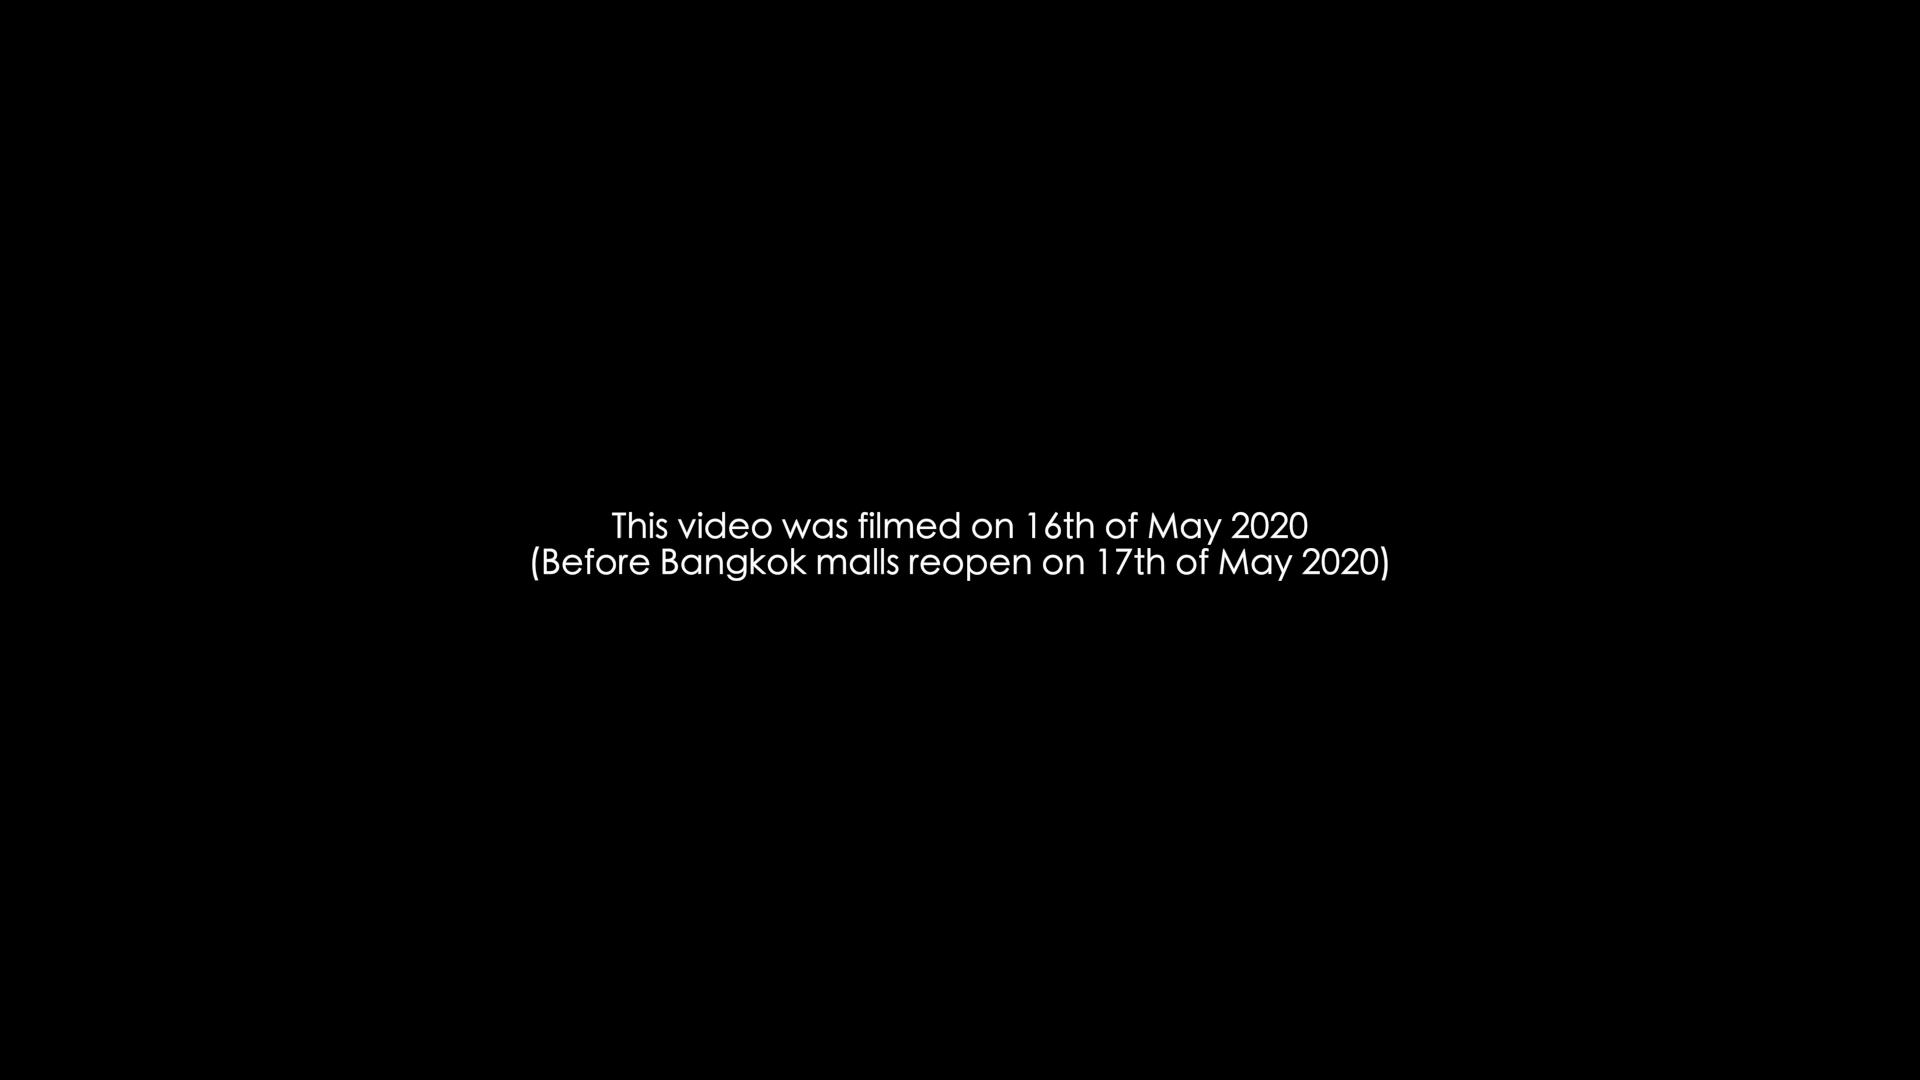 This video was filmed on 16th of May 2020
(Before Bangkok malls reopen on 17th of May 2020)